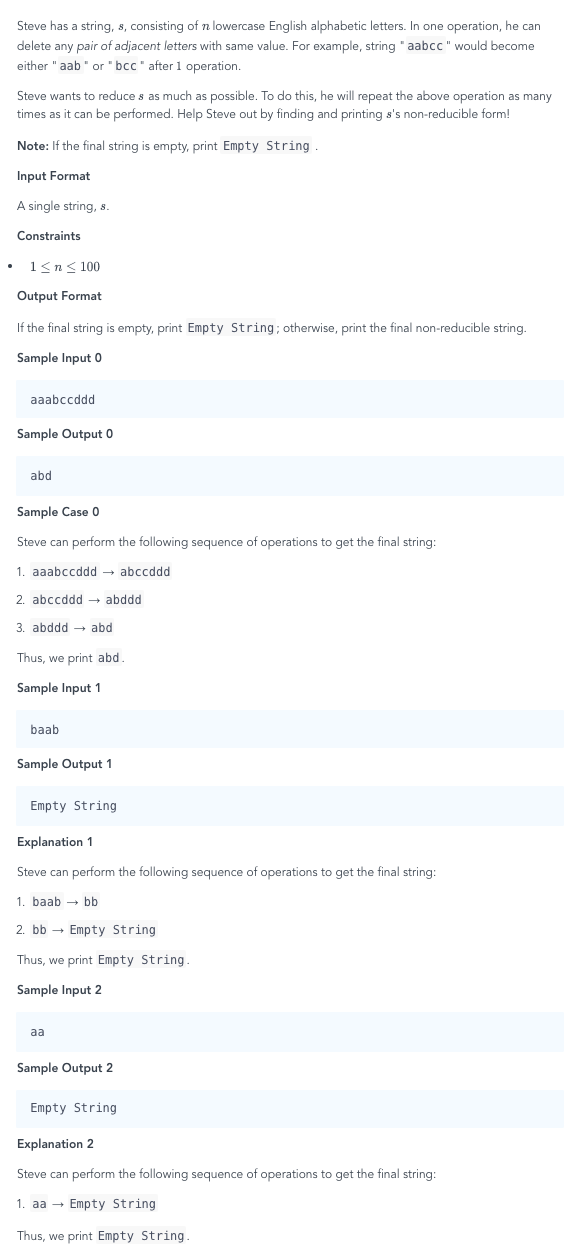 Steve has a string, s, consisting of n lowercase English alphabetic letters. In one operation, he can
delete any pair of adjacent letters with same value. For example, string "aabcc" would become
either "aab" or "bcc" after 1 operation.
Steve wants to reduce s as much as possible. To do this, he will repeat the above operation as many
times as it can be performed. Help Steve out by finding and printing s's non-reducible form!
Note: If the final string is empty, print Empty String .
Input Format
A single string, s.
Constraints
• 1 ≤ n ≤ 100
Output Format
If the final string is empty, print Empty String; otherwise, print the final non-reducible string.
Sample Input 0
aaabccddd
Sample Output 0
abd
Sample Case 0
Steve can perform the following sequence of operations to get the final string:
1. aaabccddd → abccddd
2. abccddd → abddd
3. abddd → abd
Thus, we print abd.
Sample Input 1
baab
Sample Output 1
Empty String
Explanation 1
Steve can perform the following sequence of operations to get the final string:
1. baab → bb
2. bb → Empty String
Thus, we print Empty String.
Sample Input 2
aa
Sample Output 2
Empty String
Explanation 2
Steve can perform the following sequence of operations to get the final string:
1. aa → Empty String
Thus, we print Empty String.